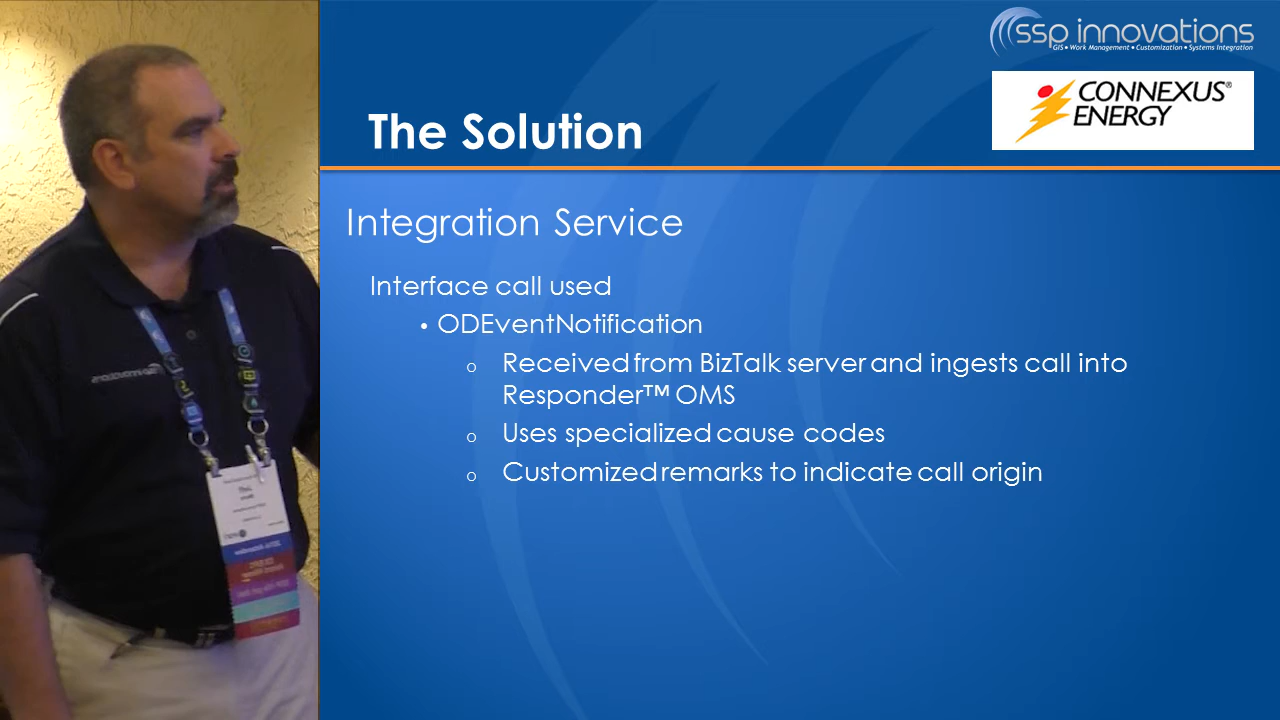 ssp innovations
GIS • Work Management • Customization • Systems Integration
CONNEXUS®
ENERGY
The Solution
Integration Service
Interface call used
• ODEventNotification
o Received from BizTalk server and ingests call into
Responder™ OMS
o Uses specialized cause codes
o Customized remarks to indicate call origin